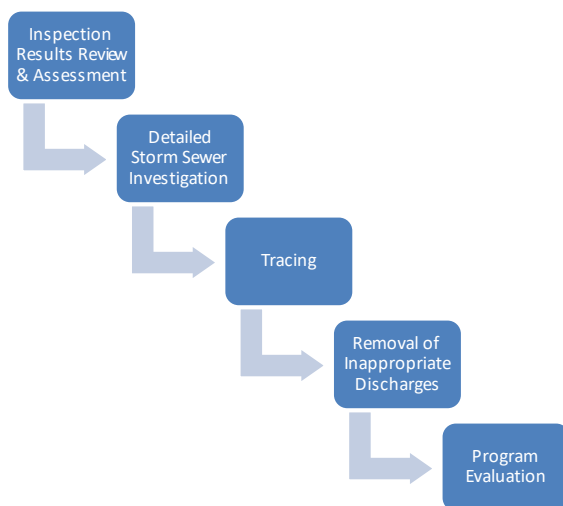 Inspection
Results Review
& Assessment
Detailed
Storm Sewer
Investigation
Tracing
Removal of
Inappropriate
Discharges
Program
Evaluation